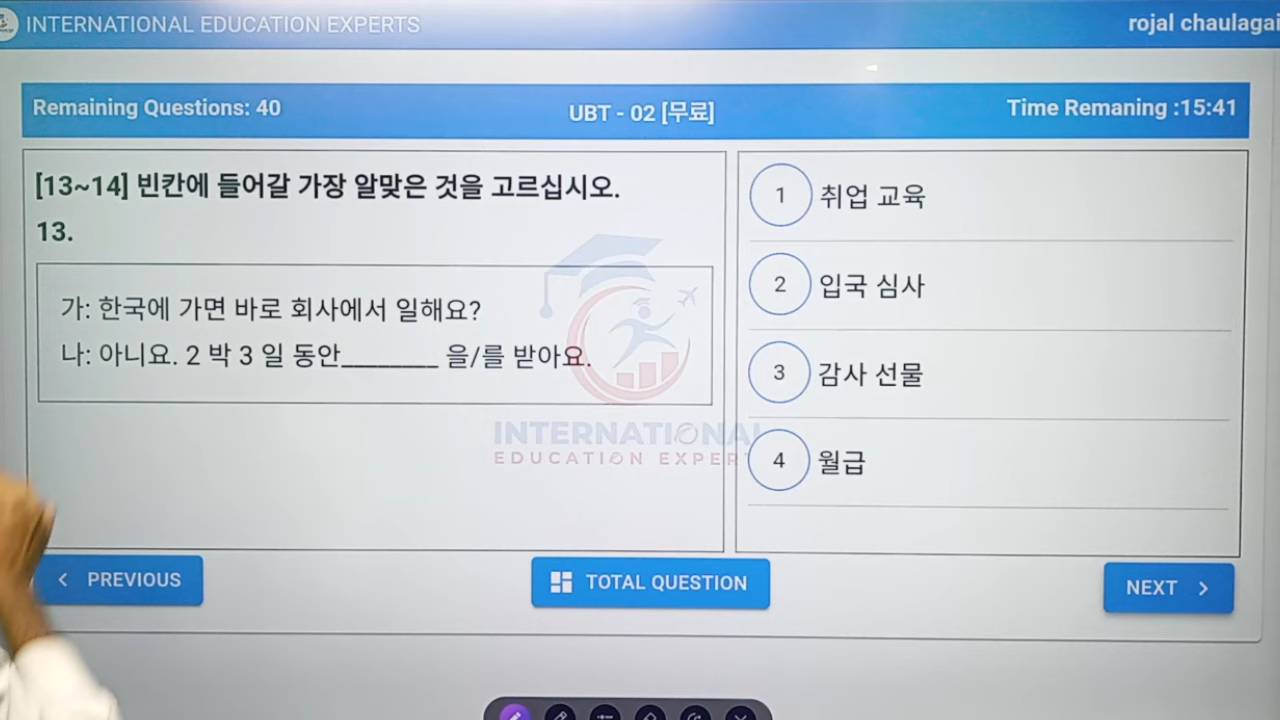 INTERNATIONAL EDUCATION EXPERTS
rojal chaulagai
Remaining Questions: 40
UBT - 02 [무료]
Time Remaning :15:41
[13~14] 빈칸에 들어갈 가장 알맞은 것을 고르십시오.
13.
가: 한국에 가면 바로 회사에서 일해요?
나: 아니요. 2 박 3 일 동안________ 을/를 받아요.
INTERNATIONAL
EDUCATION EXPER
1 취업 교육
2 입국 심사
3 감사 선물
4 월급
< PREVIOUS
TOTAL QUESTION
NEXT >